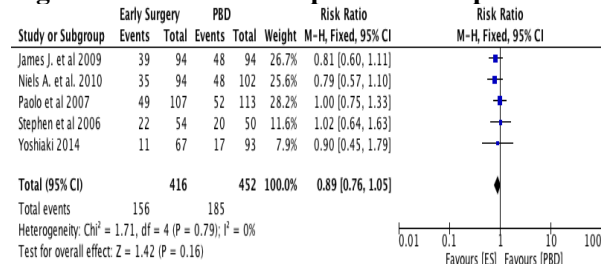 Early Surgery PBD Risk Ratio Risk Ratio
Study or Subgroup Events Total Events Total Weight M-H, Fixed, 95% CI M-H, Fixed, 95% CI
James J. et al 2009 39 94 48 94 26.7% 0.81 [0.60, 1.11]
Niels A. et al. 2010 35 94 48 102 25.6% 0.79 [0.57, 1.10]
Paolo et al 2007 49 107 52 113 28.2% 1.00 [0.75, 1.33]
Stephen et al 2006 22 54 20 50 11.6% 1.02 [0.64, 1.63]
Yoshiaki 2014 11 67 17 93 7.9% 0.90 [0.45, 1.79]
Total (95% CI) 416 452 100.0% 0.89 [0.76, 1.05]
Total events 156 185
Heterogeneity: Chi² = 1.71, df = 4 (P = 0.79); I² = 0%
Test for overall effect: Z = 1.42 (P = 0.16)
0.01 0.1 1 10 100
Favours [ES] Favours [PBD]